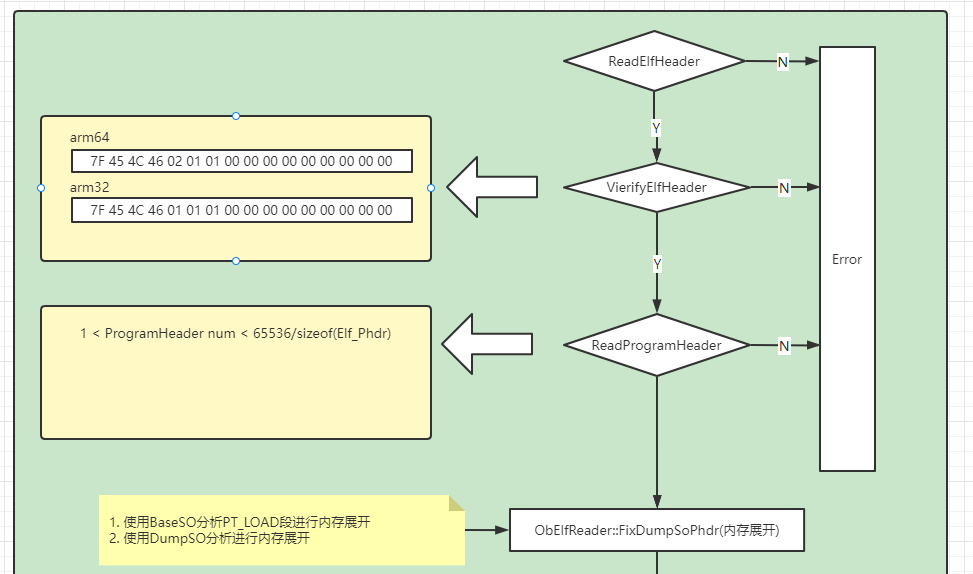 ReadElfHeader
N
Y
arm64
7F 45 4C 46 02 01 01 00 00 00 00 00 00 00 00 00
arm32
7F 45 4C 46 01 01 01 00 00 00 00 00 00 00 00 00
VierifyElfHeader
N
Y
Error
1 < ProgramHeader num < 65536/sizeof(Elf_Phdr)
ReadProgramHeader
N
1. 使用BaseSO分析PT_LOAD段进行内存展开
2. 使用DumpSO分析进行内存展开
ObElfReader::FixDumpSoPhdr(内存展开)